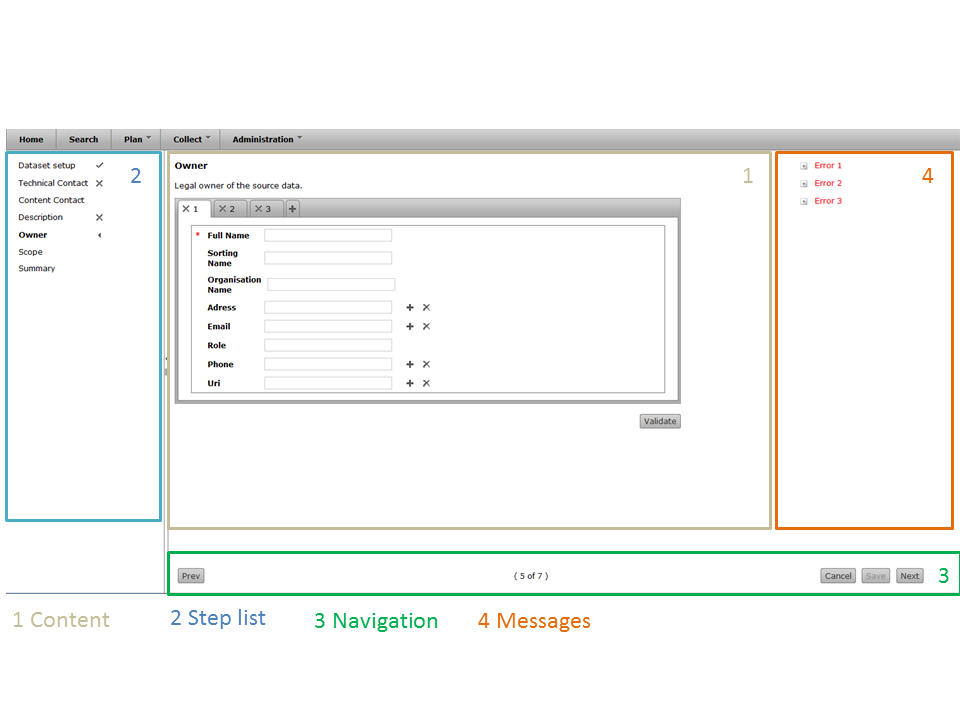 Home Search Plan Collect Administration
Dataset setup
Technical Contact
Content Contact
Description
Owner
Scope
Summary
2
Owner
Legal owner of the source data.
1 2 3
* Full Name
Sorting
Name
Organisation
Name
Adress
Email
Role
Phone
Uri
Validate
1
Error 1
Error 2
Error 3
4
Prev ( 5 of 7 ) Cancel Save Next 3
1 Content 2 Step list 3 Navigation 4 Messages